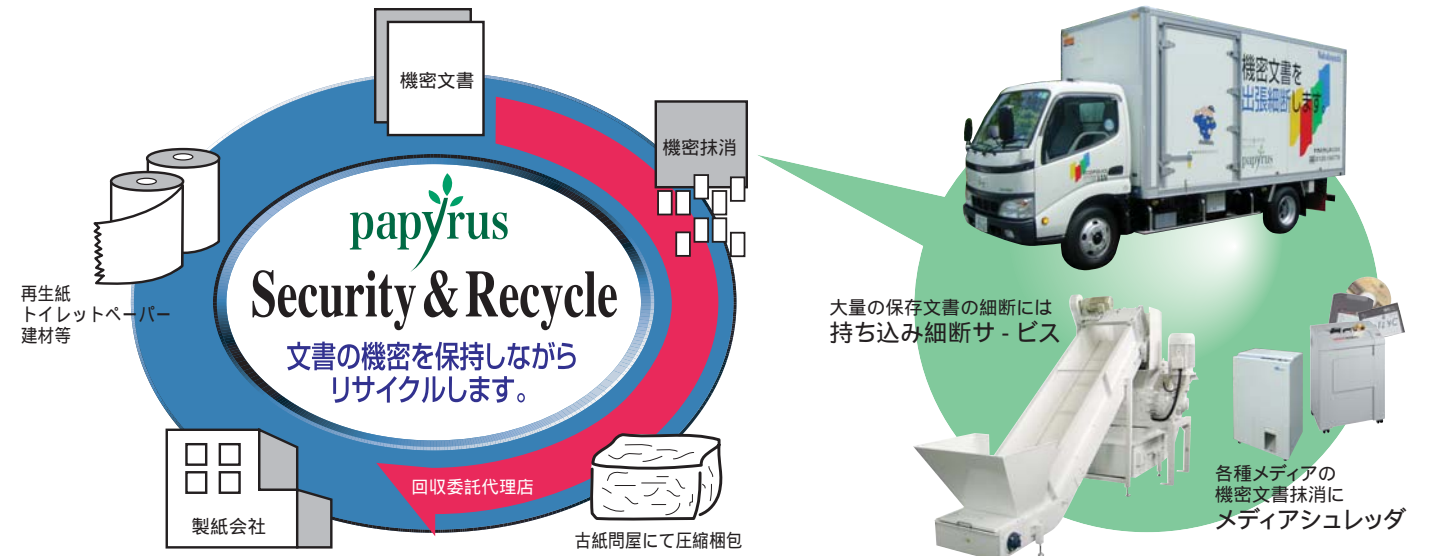 機密文書
機密抹消
papyrus
Security & Recycle
文書の機密を保持しながら
リサイクルします。
再生紙
トイレットペーパー
建材等
製紙会社
回収委託代理店
古紙問屋にて圧縮梱包
機密文書を
出張細断します。
papyrus
大量の保存文書の細断には
持ち込み細断サ - ビス
各種メディアの
機密文書抹消に
メディアシュレッダ